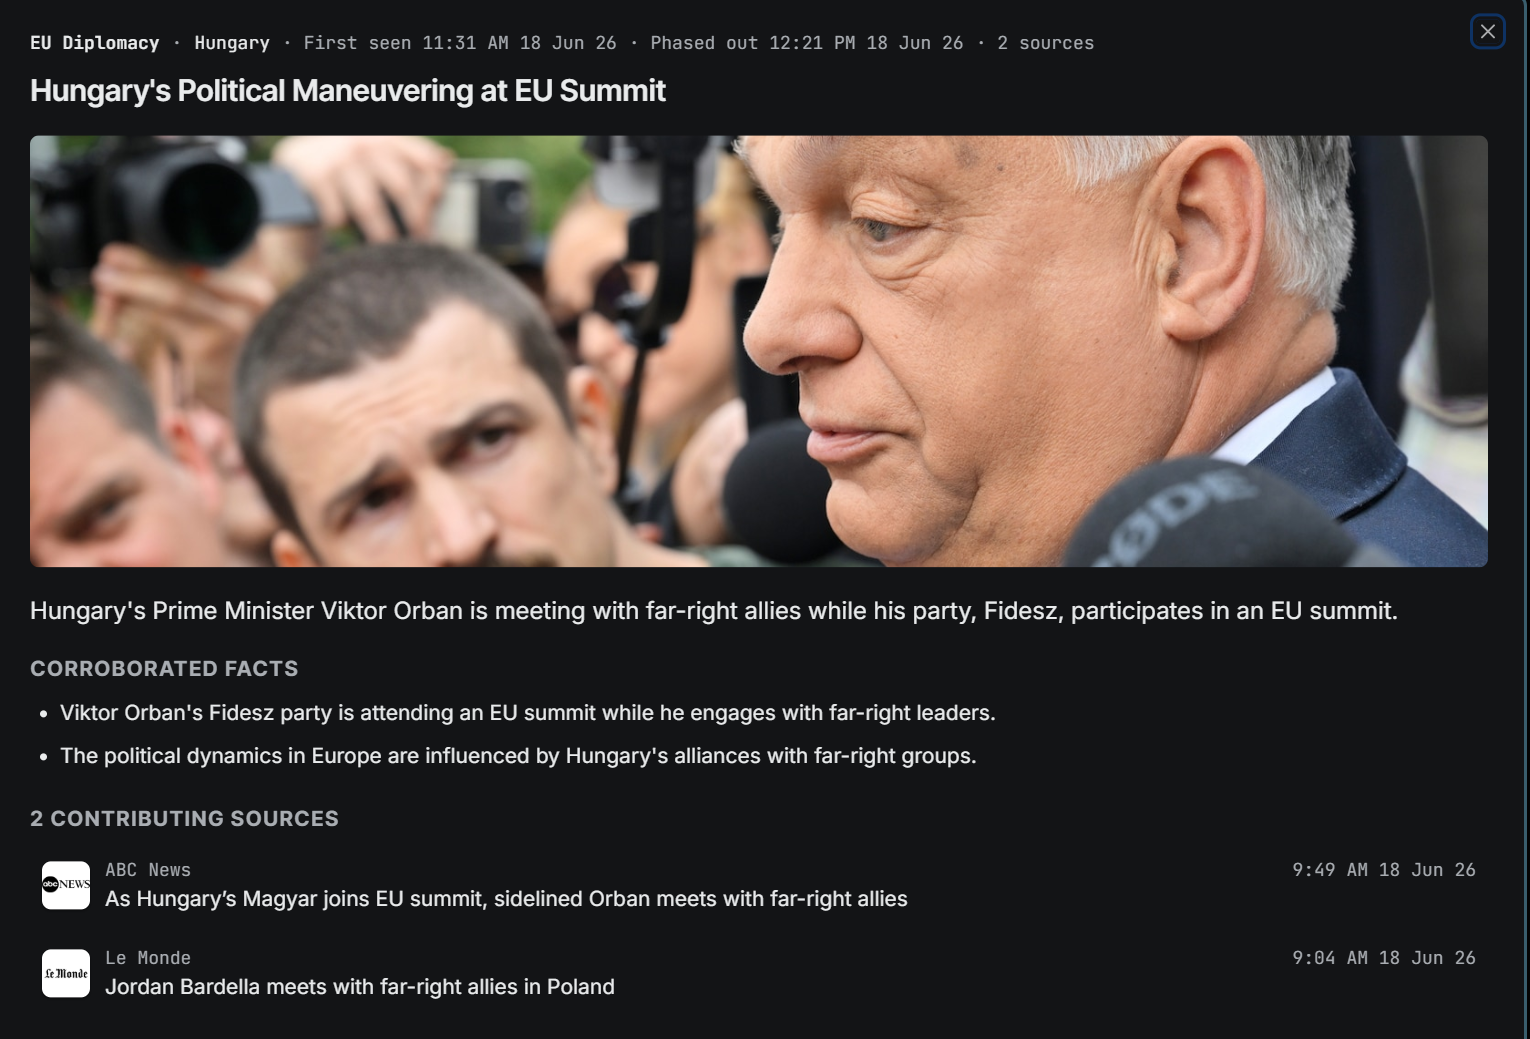 EU Diplomacy · Hungary · First seen 11:31 AM 18 Jun 26 · Phased out 12:21 PM 18 Jun 26 · 2 sources
Hungary's Political Maneuvering at EU Summit
RØDE
Hungary's Prime Minister Viktor Orban is meeting with far-right allies while his party, Fidesz, participates in an EU summit.
CORROBORATED FACTS
• Viktor Orban's Fidesz party is attending an EU summit while he engages with far-right leaders.
• The political dynamics in Europe are influenced by Hungary's alliances with far-right groups.
2 CONTRIBUTING SOURCES
abc NEWS
ABC News
9:49 AM 18 Jun 26
As Hungary’s Magyar joins EU summit, sidelined Orban meets with far-right allies
Le Monde
Le Monde
9:04 AM 18 Jun 26
Jordan Bardella meets with far-right allies in Poland